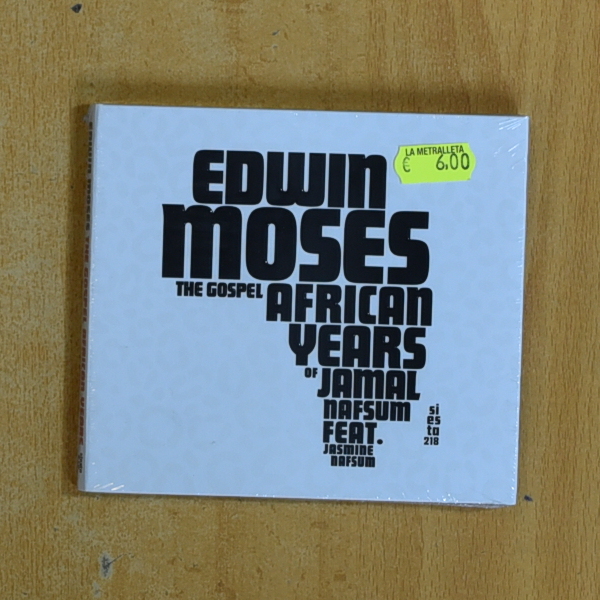 LA METRALLETA
€ 6,00
EDWIN
MOSES
THE GOSPEL AFRICAN
YEARS
OF JAMAL
NAFSUM
FEAT.
JASMINE
NAFSUM
si
es
ta
218